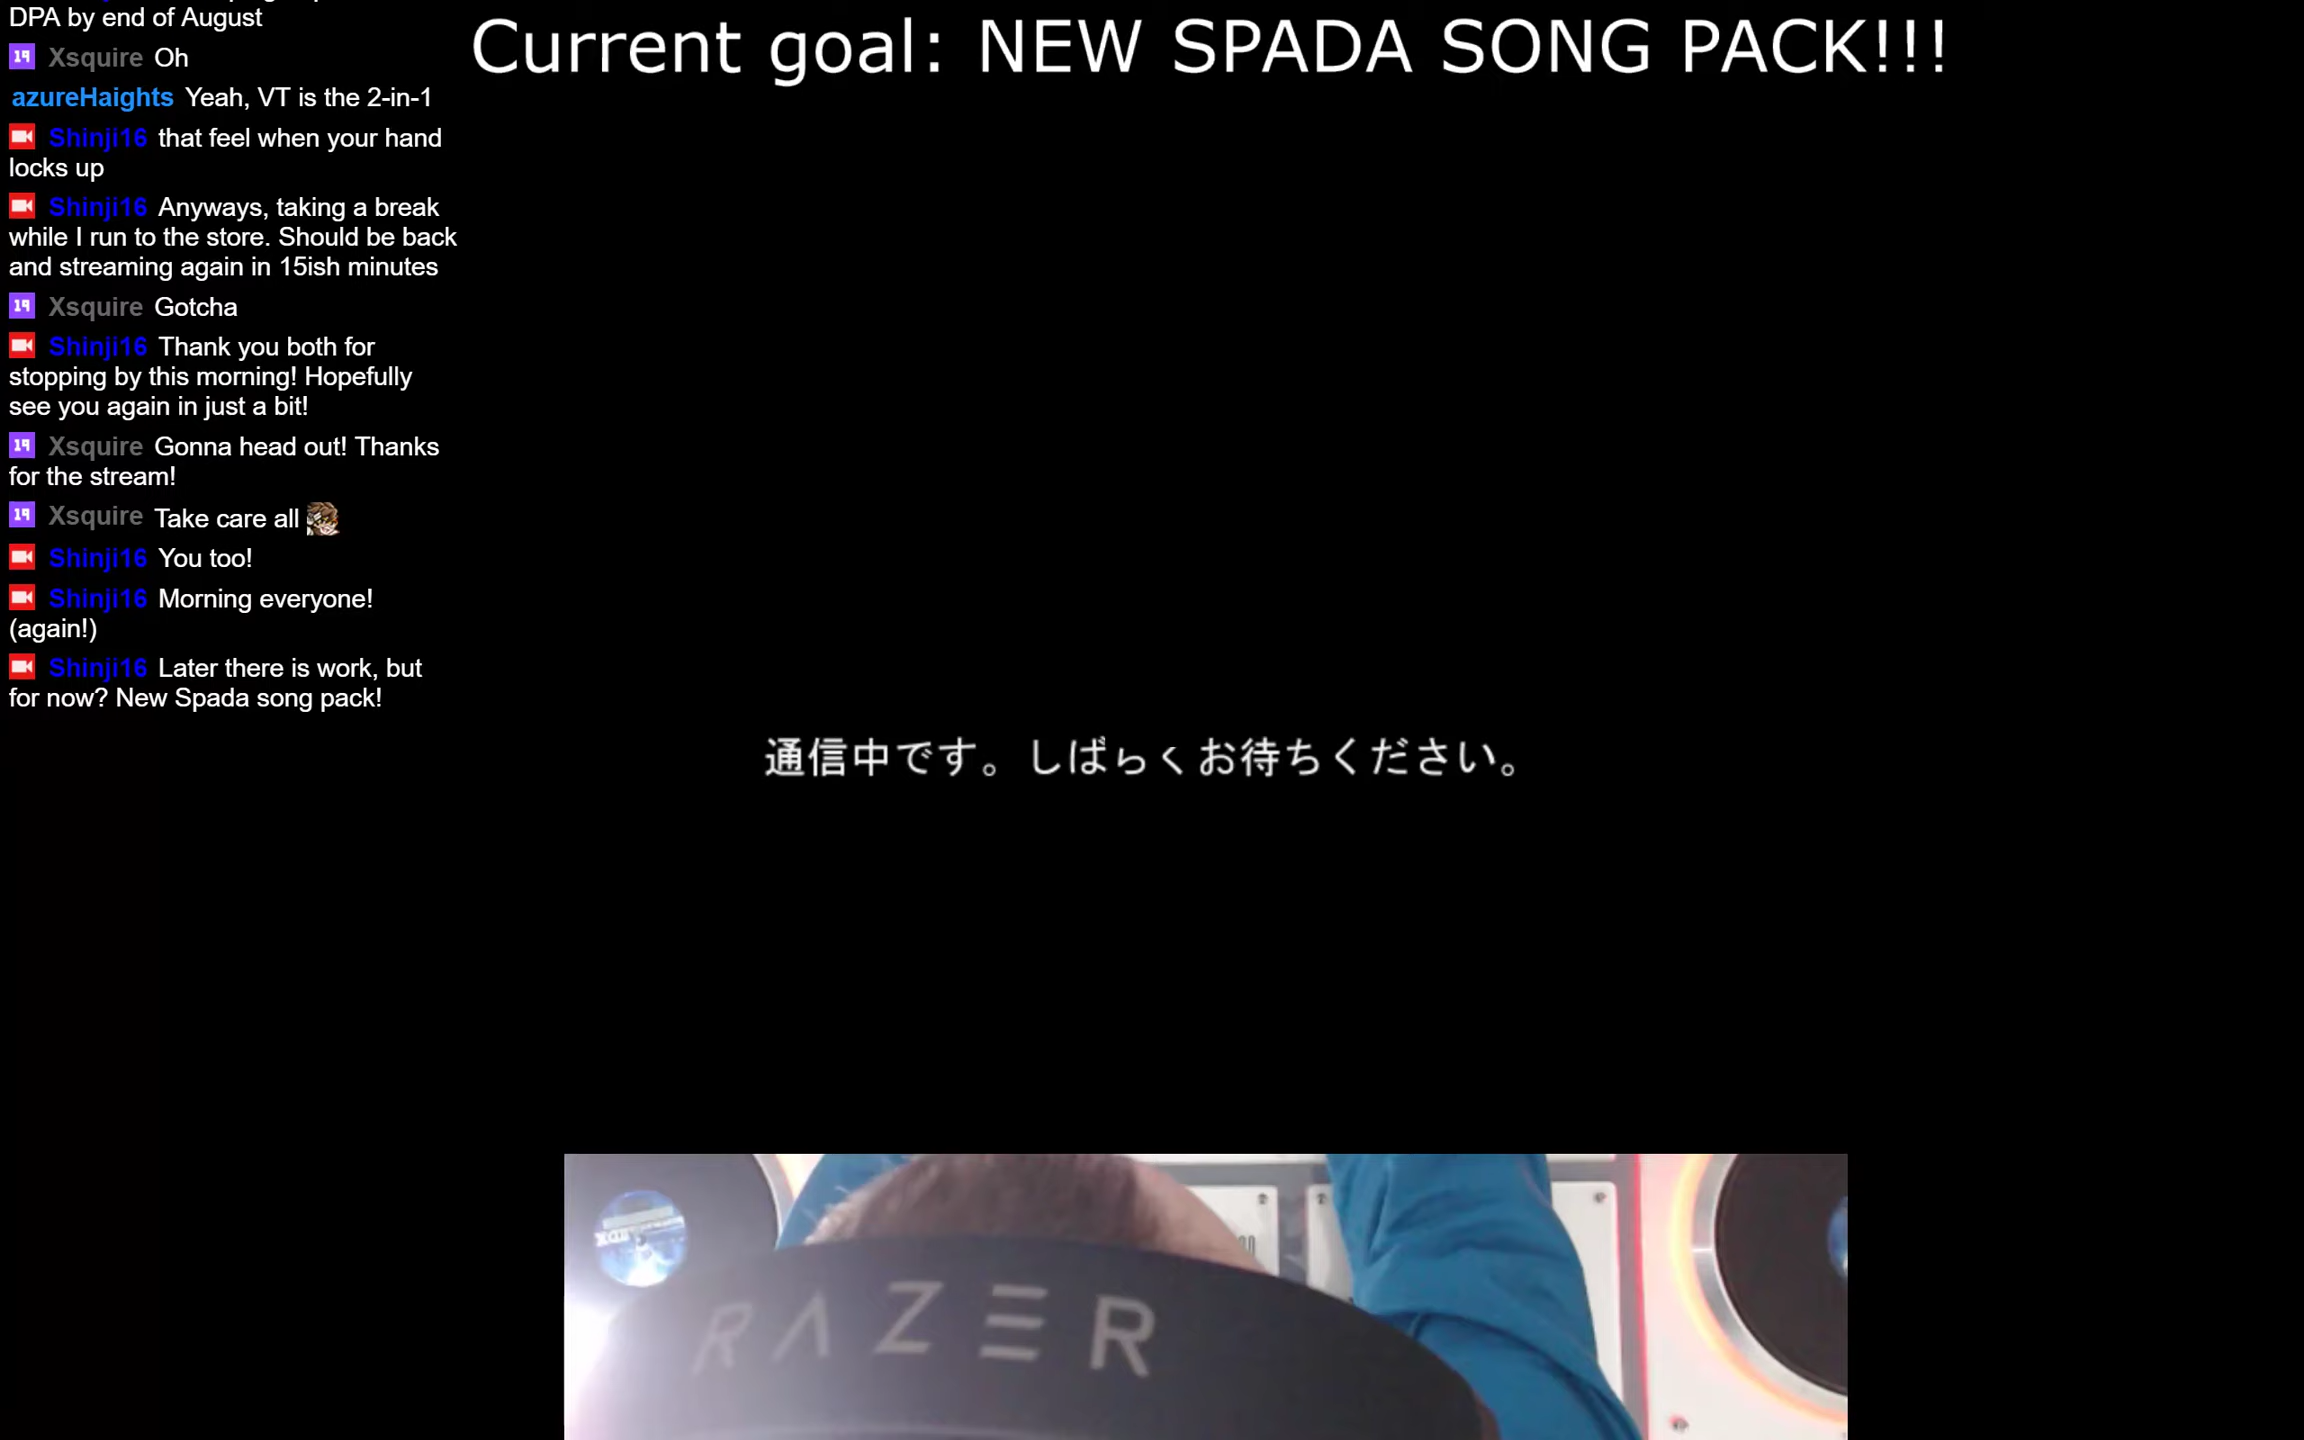 DPA by end of August
Xsquire Oh
azureHaights Yeah, VT is the 2-in-1
Shinji16 that feel when your hand
locks up
Shinji16 Anyways, taking a break
while I run to the store. Should be back
and streaming again in 15ish minutes
Xsquire Gotcha
Shinji16 Thank you both for
stopping by this morning! Hopefully
see you again in just a bit!
Xsquire Gonna head out! Thanks
for the stream!
Xsquire Take care all
Shinji16 You too!
Shinji16 Morning everyone!
(again!)
Shinji16 Later there is work, but
for now? New Spada song pack!
Current goal: NEW SPADA SONG PACK!!!
通信中です。しばらくお待ちください。
RAZER